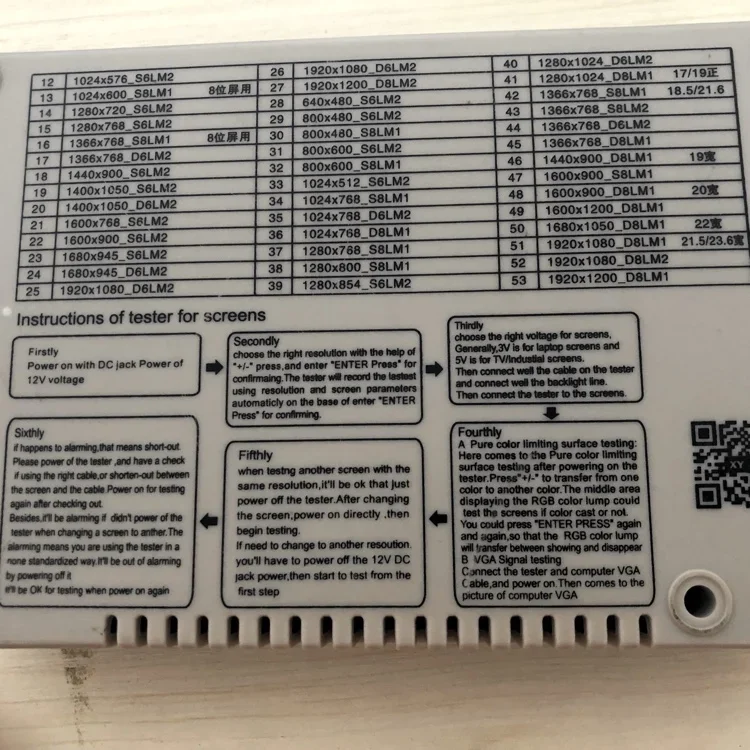 12 1024x576_S6LM2
13 1024x600_S8LM1 8位屏用
14 1280x720_S6LM2
15 1280x768_S6LM2
16 1366x768_S8LM1 8位屏用
17 1366x768_D6LM2
18 1440x900_S6LM2
19 1400x1050_S6LM2
20 1400x1050_D6LM2
21 1600x768_S6LM2
22 1600x900_S6LM2
23 1680x945_S6LM2
24 1680x945_D6LM2
25 1920x1080_D6LM2
26 1920x1080_D6LM2
27 1920x1200_D6LM2
28 640x480_S6LM2
29 800x480_S6LM2
30 800x480_S8LM1
31 800x600_S6LM2
32 800x600_S8LM1
33 1024x512_S6LM2
34 1024x768_S8LM1
35 1024x768_D6LM2
36 1024x768_D8LM1
37 1280x768_S8LM1
38 1280x800_S8LM1
39 1280x854_S6LM2
40 1280x1024_D6LM2
41 1280x1024_D8LM1 17/19正
42 1366x768_S8LM1 18.5/21.6
43 1366x768_S8LM2
44 1366x768_D6LM2
45 1366x768_D8LM1
46 1440x900_D8LM1 19宽
47 1600x900_S8LM1
48 1600x900_D8LM1 20宽
49 1600x1200_D8LM1
50 1680x1050_D8LM1 22宽
51 1920x1080_D8LM1 21.5/23.6宽
52 1920x1080_D8LM2
53 1920x1200_D8LM1
Instructions of tester for screens
Firstly
Power on with DC jack Power of
12V voltage
Secondly
choose the right resolution with the help of
"+/-" press,and enter "ENTER Press" for
confirmaing.The tester will record the lastest
using resolution and screen parameters
automaticly on the base of enter "ENTER
Press" for confirming.
Thirdly
choose the right voltage for screens,
Generally,3V is for laptop screens and
5V is for TV/Industial screens.
Then connect well the cable on the tester
and connect well the backlight line.
Then connect the tester to the screens.
Fourthly
A Pure color limiting surface testing:
Here comes to the Pure color limiting
surface testing after powering on the
tester.Press"+/-" to transfer from one
color to another color.The middle area
displaying the RGB color lump could
test the screens if color cast or not.
You could press "ENTER PRESS" again
and again,so that the RGB color lump
will transfer between showing and disappear
B VGA Signal testing
Connect the tester and computer VGA
Cable,and power on.Then comes to the
picture of computer VGA
Fifthly
when testng another screen with the
same resolution,it'll be ok that just
power off the tester.After changing
the screen,power on directly ,then
begin testing.
If need to change to another resoution.
you'll have to power off the 12V DC
jack power,then start to test from the
first step
Sixthly
if happens to alarming,that means short-out.
Please power of the tester ,and have a check
if using the right cable,or shorten-out between
the screen and the cable.Power on for testing
again after checking out.
Besides,it'll be alarming if didn't power of the
tester when changing a screen to anther.The
alarming means you are using the tester in a
none standardized way.It'll be out of alarming
by powering off it
it'll be OK for testing when power on again